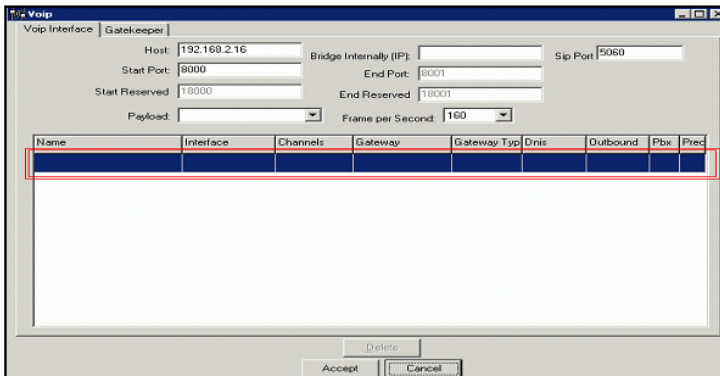 Voip
Voip Interface Gatekeeper
Host: 192.168.2.16 Bridge Internally (IP): Sip Port 5060
Start Port: 8000 End Port: 8001
Start Reserved 18000 End Reserved 18001
Payload: Frame per Second: 160
Name Interface Channels Gateway Gateway Typ Dnis Outbound Pbx Prec
Delete
Accept Cancel